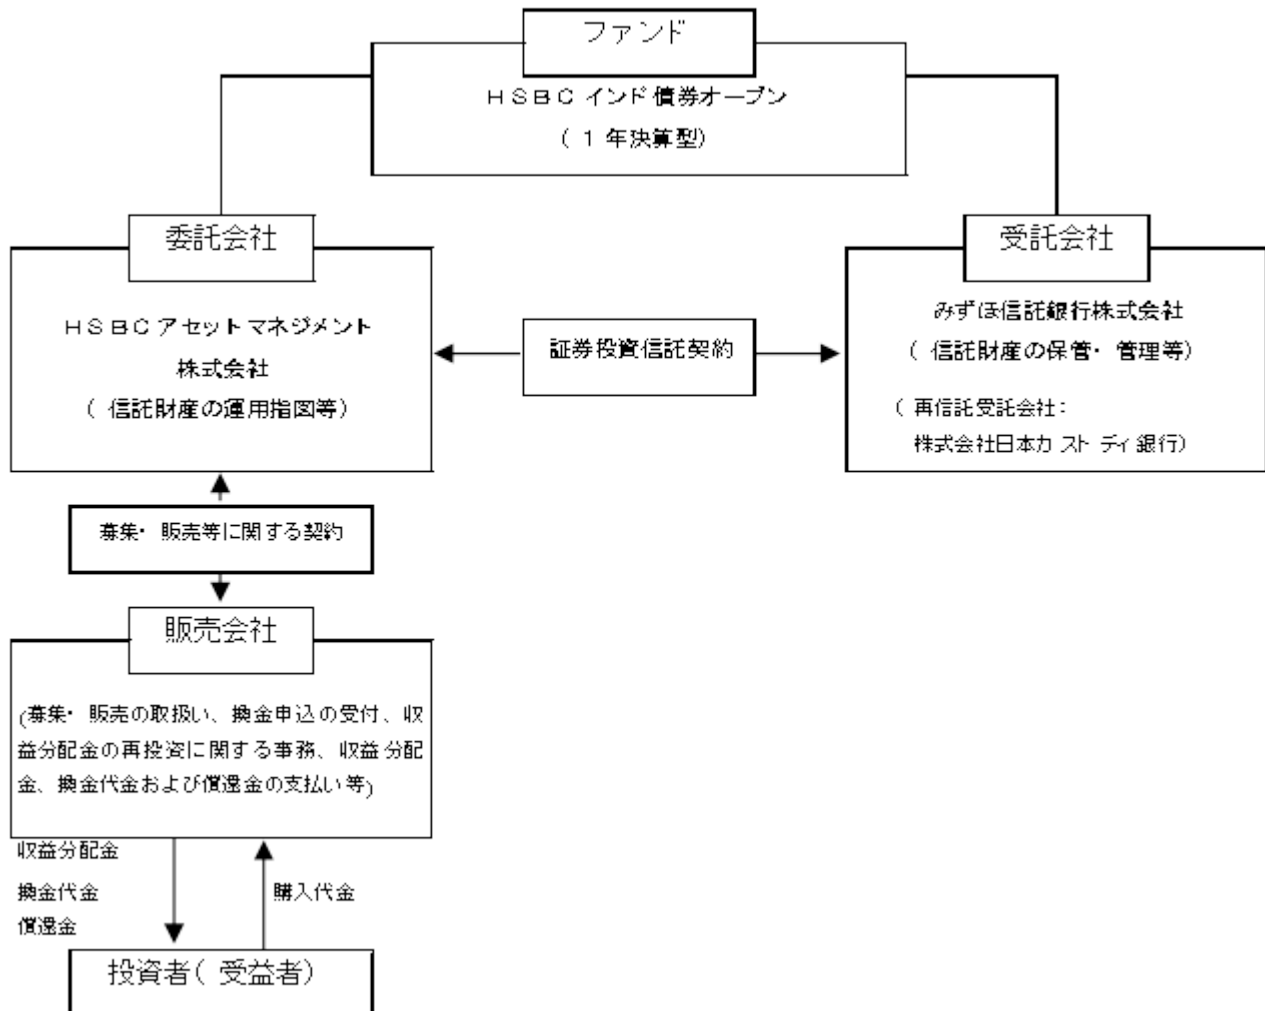 ファンド
HSBCインド債券オープン
(1年決算型)
委託会社
受託会社
HSBCアセットマネジメント
株式会社
(信託財産の運用指図等)
証券投資信託契約
みずほ信託銀行株式会社
(信託財産の保管・管理等)
(再信託受託会社:
株式会社日本カストディ銀行)
募集・販売等に関する契約
販売会社
(募集・販売の取扱い、換金申込の受付、収
益分配金の再投資に関する事務、収益分配
金、換金代金および償還金の支払い等)
収益分配金
換金代金
償還金
購入代金
投資者(受益者)